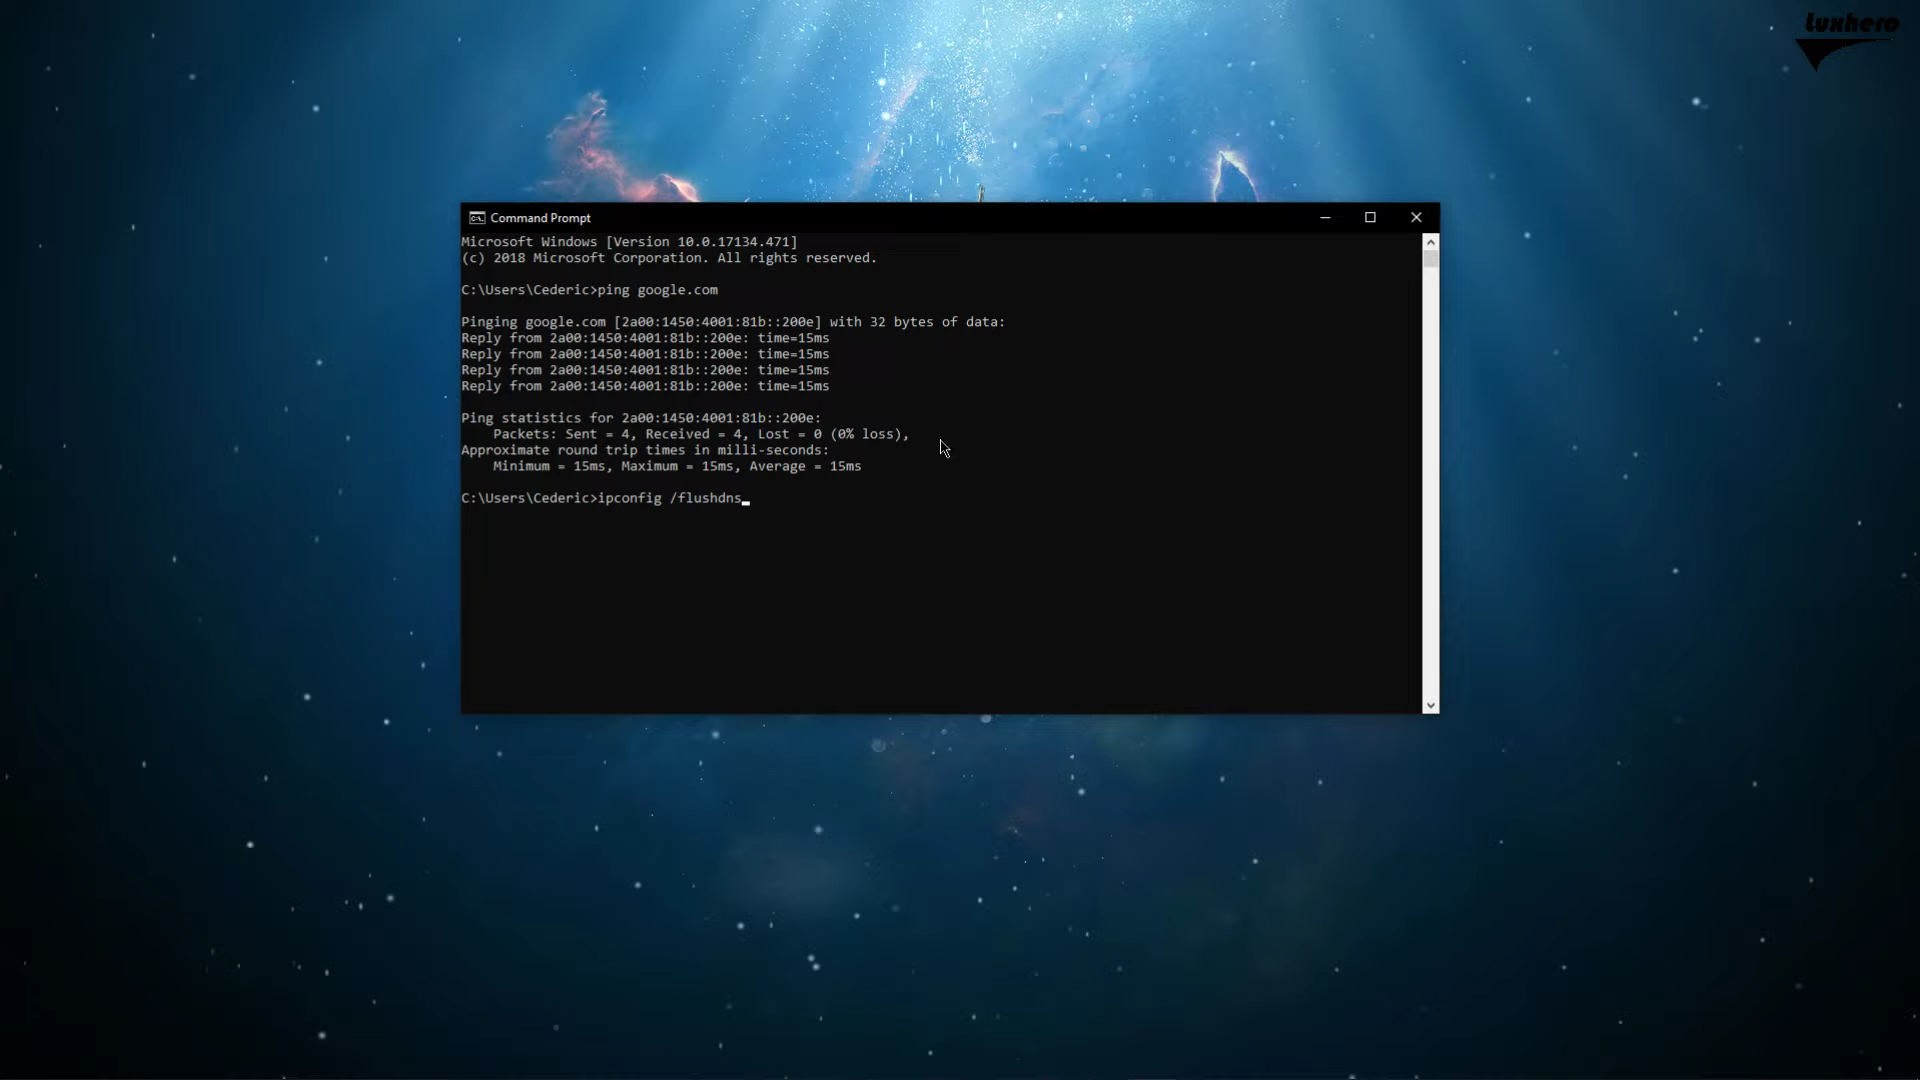 Luxhero
Command Prompt
Microsoft Windows [Version 10.0.17134.471]
(c) 2018 Microsoft Corporation. All rights reserved.
C:\Users\Cederic>ping google.com
Pinging google.com [2a00:1450:4001:81b::200e] with 32 bytes of data:
Reply from 2a00:1450:4001:81b::200e: time=15ms
Reply from 2a00:1450:4001:81b::200e: time=15ms
Reply from 2a00:1450:4001:81b::200e: time=15ms
Reply from 2a00:1450:4001:81b::200e: time=15ms
Ping statistics for 2a00:1450:4001:81b::200e:
    Packets: Sent = 4, Received = 4, Lost = 0 (0% loss),
Approximate round trip times in milli-seconds:
    Minimum = 15ms, Maximum = 15ms, Average = 15ms
C:\Users\Cederic>ipconfig /flushdns